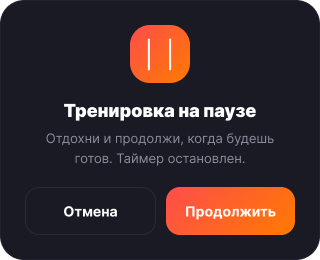 Тренировка на паузе
Отдохни и продолжи, когда будешь
готов. Таймер остановлен.
Отмена
Продолжить